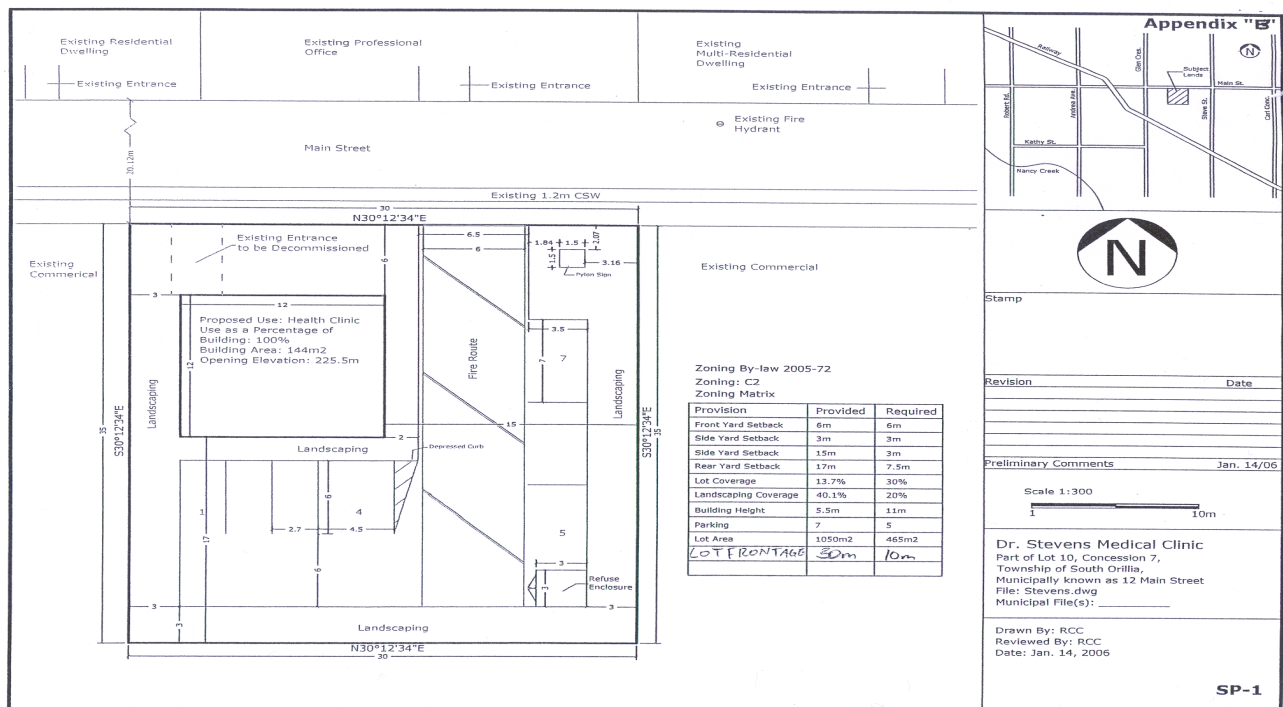 Appendix "B"
Existing Residential
Dwelling
Existing Professional
Office
Existing
Multi-Residential
Dwelling
Existing Entrance
Existing Entrance
Existing Entrance
Existing Fire
Hydrant
20.12m
Main Street
Existing 1.2m CSW
30
N30°12'34"E
Existing
Commerical
Existing Entrance
to be Decommissioned
6
6.5
6
1.84
1.5
2.07
1.5
3.16
Pylon Sign
Existing Commercial
3
12
Proposed Use: Health Clinic
Use as a Percentage of
Building: 100%
Building Area: 144m2
Opening Elevation: 225.5m
12
Fire Route
3.5
7
7
Landscaping
Landscaping
S30°12'34"E
35
15
S30°12'34"E
35
2
Landscaping
Depressed Curb
1
17
6
4
2.7
4.5
6
5
3
3
Refuse
Enclosure
3
3
3
Landscaping
N30°12'34"E
30
Zoning By-law 2005-72
Zoning: C2
Zoning Matrix
Provision Provided Required
Front Yard Setback 6m 6m
Side Yard Setback 3m 3m
Side Yard Setback 15m 3m
Rear Yard Setback 17m 7.5m
Lot Coverage 13.7% 30%
Landscaping Coverage 40.1% 20%
Building Height 5.5m 11m
Parking 7 5
Lot Area 1050m2 465m2
LOT FRONTAGE 30m 10m
Railway
Glen Cres.
N
Subject
Lands
Main St.
Robert Rd.
Andrea Ave.
Steve St.
Carl Conc.
Kathy St.
Nancy Creek
N
Stamp
Revision Date
Preliminary Comments Jan. 14/06
Scale 1:300
1 10m
Dr. Stevens Medical Clinic
Part of Lot 10, Concession 7,
Township of South Orillia,
Municipally known as 12 Main Street
File: Stevens.dwg
Municipal File(s): __________
Drawn By: RCC
Reviewed By: RCC
Date: Jan. 14, 2006
SP-1